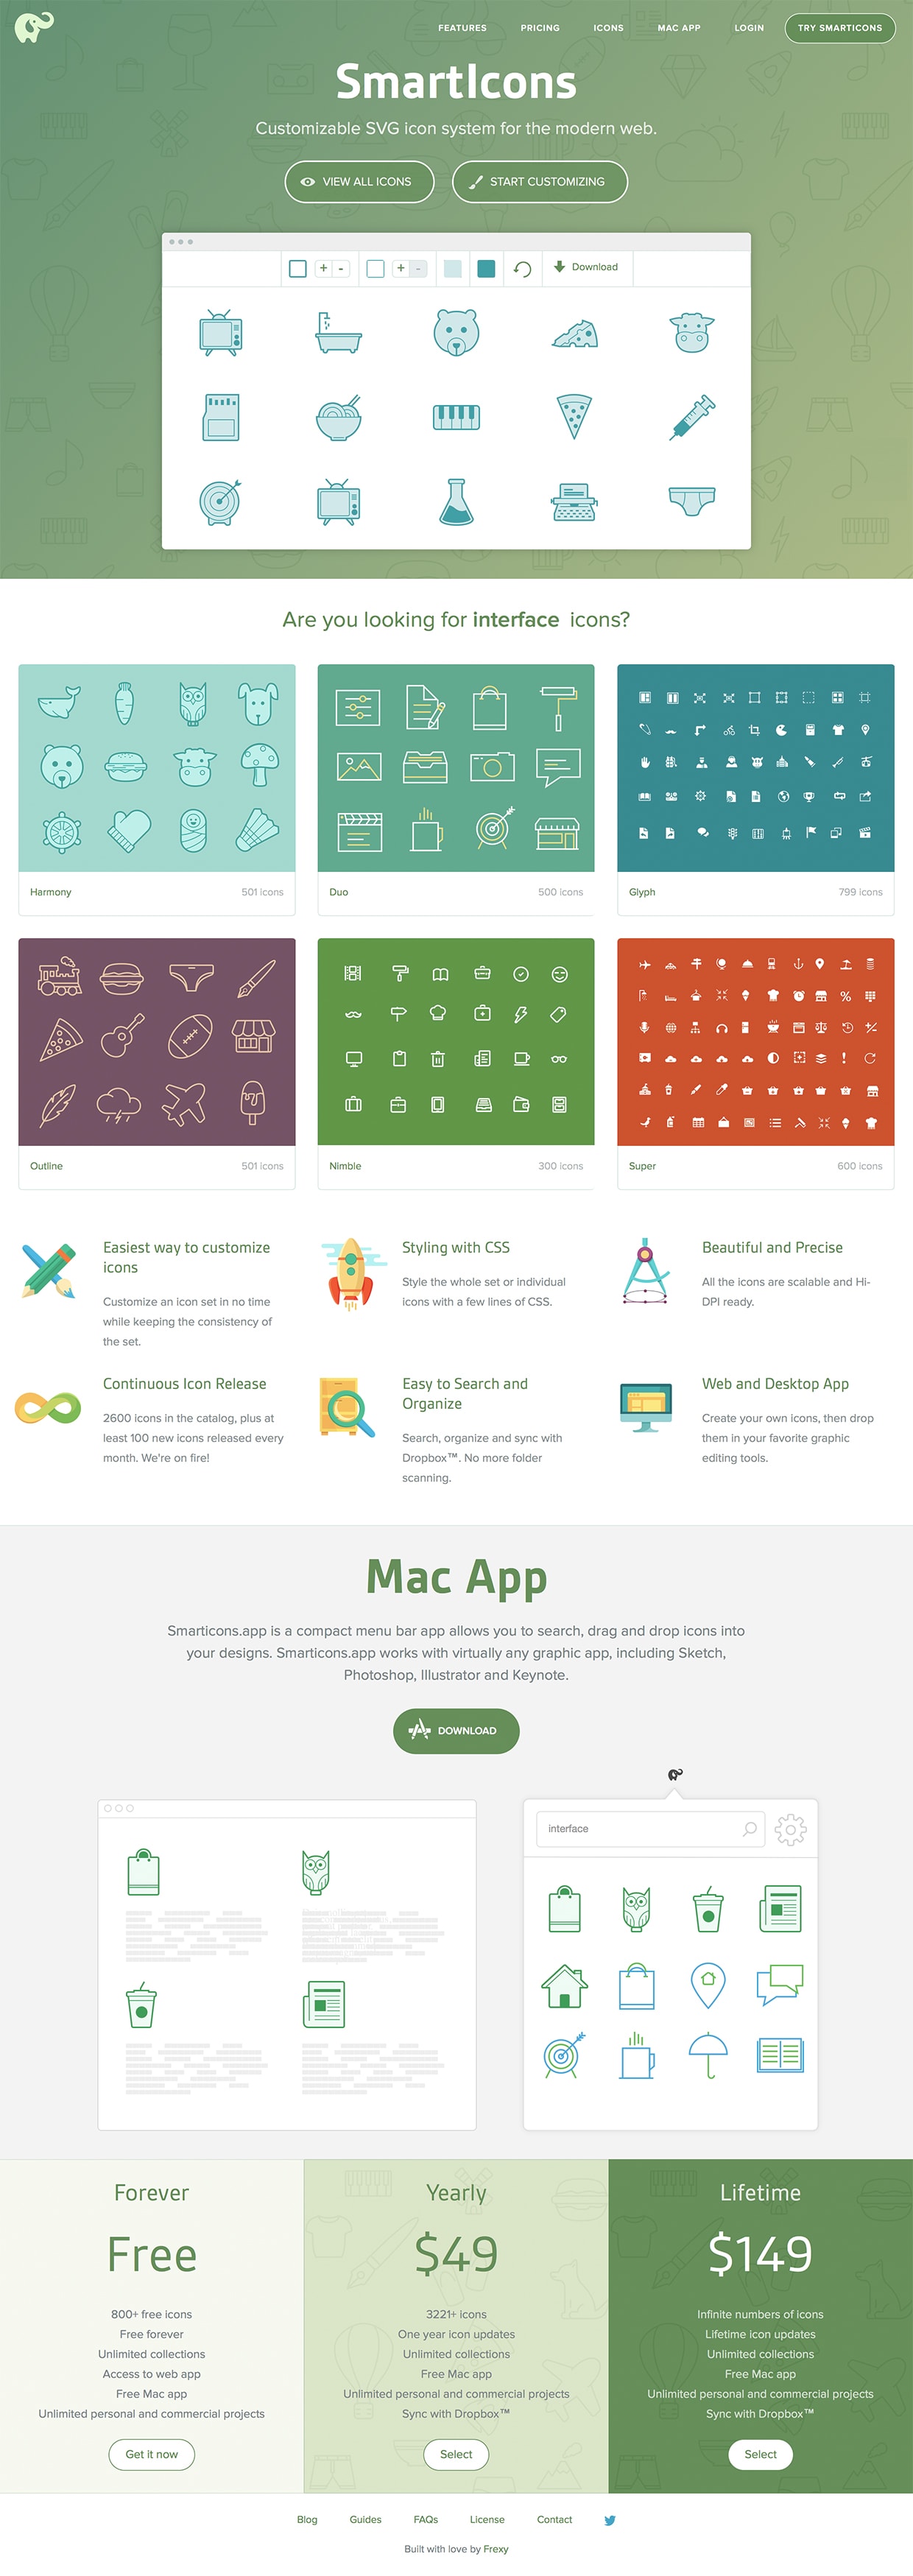 FEATURES
PRICING
ICONS
MAC APP
LOGIN
TRY SMARTICONS
SmartIcons
Customizable SVG icon system for the modern web.
VIEW ALL ICONS
START CUSTOMIZING
+ -
+ -
Download
Are you looking for interface icons?
Harmony
501 icons
Duo
500 icons
Glyph
799 icons
Outline
501 icons
Nimble
300 icons
Super
600 icons
Easiest way to customize
icons
Customize an icon set in no time
while keeping the consistency of
the set.
Styling with CSS
Style the whole set or individual
icons with a few lines of CSS.
Beautiful and Precise
All the icons are scalable and Hi-
DPI ready.
Continuous Icon Release
2600 icons in the catalog, plus at
least 100 new icons released every
month. We're on fire!
Easy to Search and
Organize
Search, organize and sync with
Dropbox™. No more folder
scanning.
Web and Desktop App
Create your own icons, then drop
them in your favorite graphic
editing tools.
Mac App
Smarticons.app is a compact menu bar app allows you to search, drag and drop icons into
your designs. Smarticons.app works with virtually any graphic app, including Sketch,
Photoshop, Illustrator and Keynote.
DOWNLOAD
interface
Forever
Free
800+ free icons
Free forever
Unlimited collections
Access to web app
Free Mac app
Unlimited personal and commercial projects
Get it now
Yearly
$49
3221+ icons
One year icon updates
Unlimited collections
Free Mac app
Unlimited personal and commercial projects
Sync with Dropbox™
Select
Lifetime
$149
Infinite numbers of icons
Lifetime icon updates
Unlimited collections
Free Mac app
Unlimited personal and commercial projects
Sync with Dropbox™
Select
Blog
Guides
FAQs
License
Contact
Built with love by Frexy